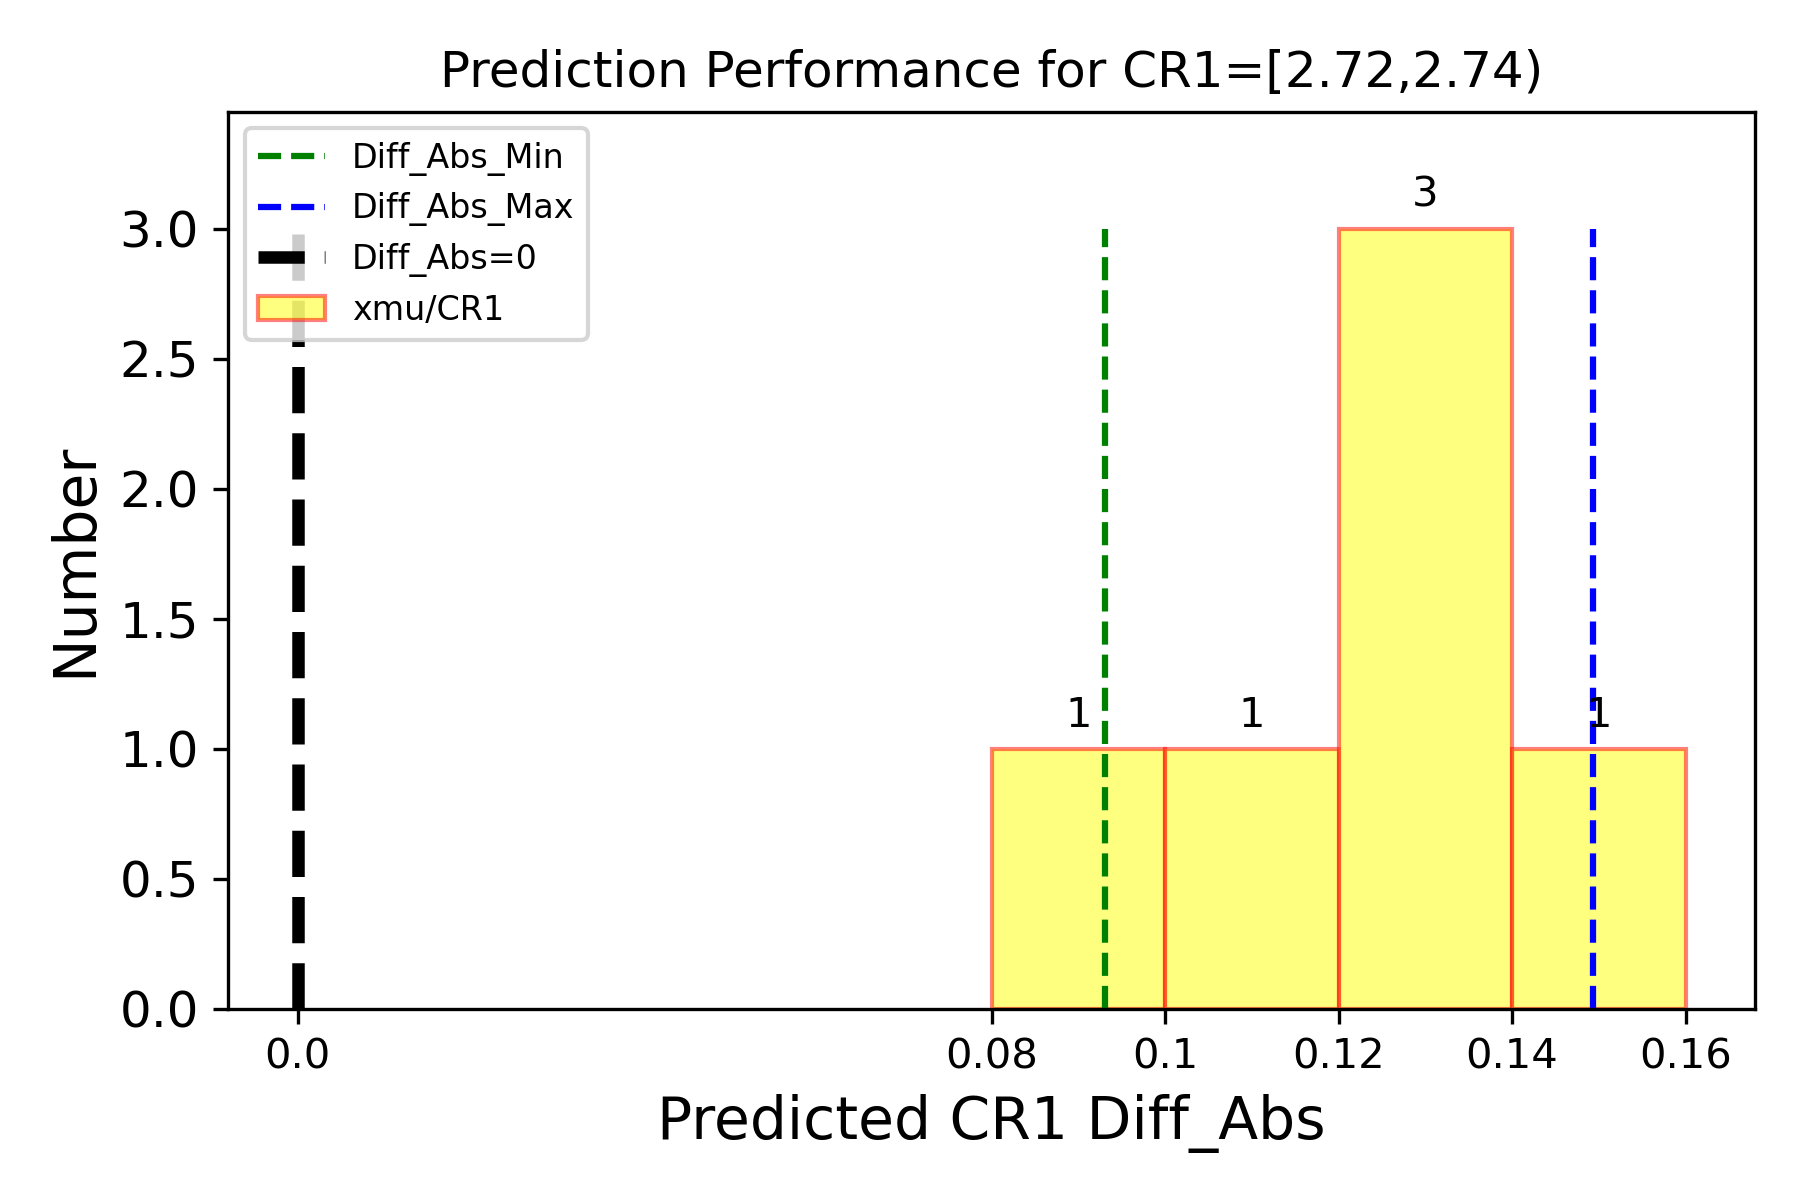 Prediction Performance for CR1=[2.72,2.74)
Diff_Abs_Min
Diff_Abs_Max
Diff_Abs=0
xmu/CR1
Number
3.0
2.5
2.0
1.5
1.0
0.5
0.0
1
1
3
1
0.0 0.08 0.1 0.12 0.14 0.16
Predicted CR1 Diff_Abs